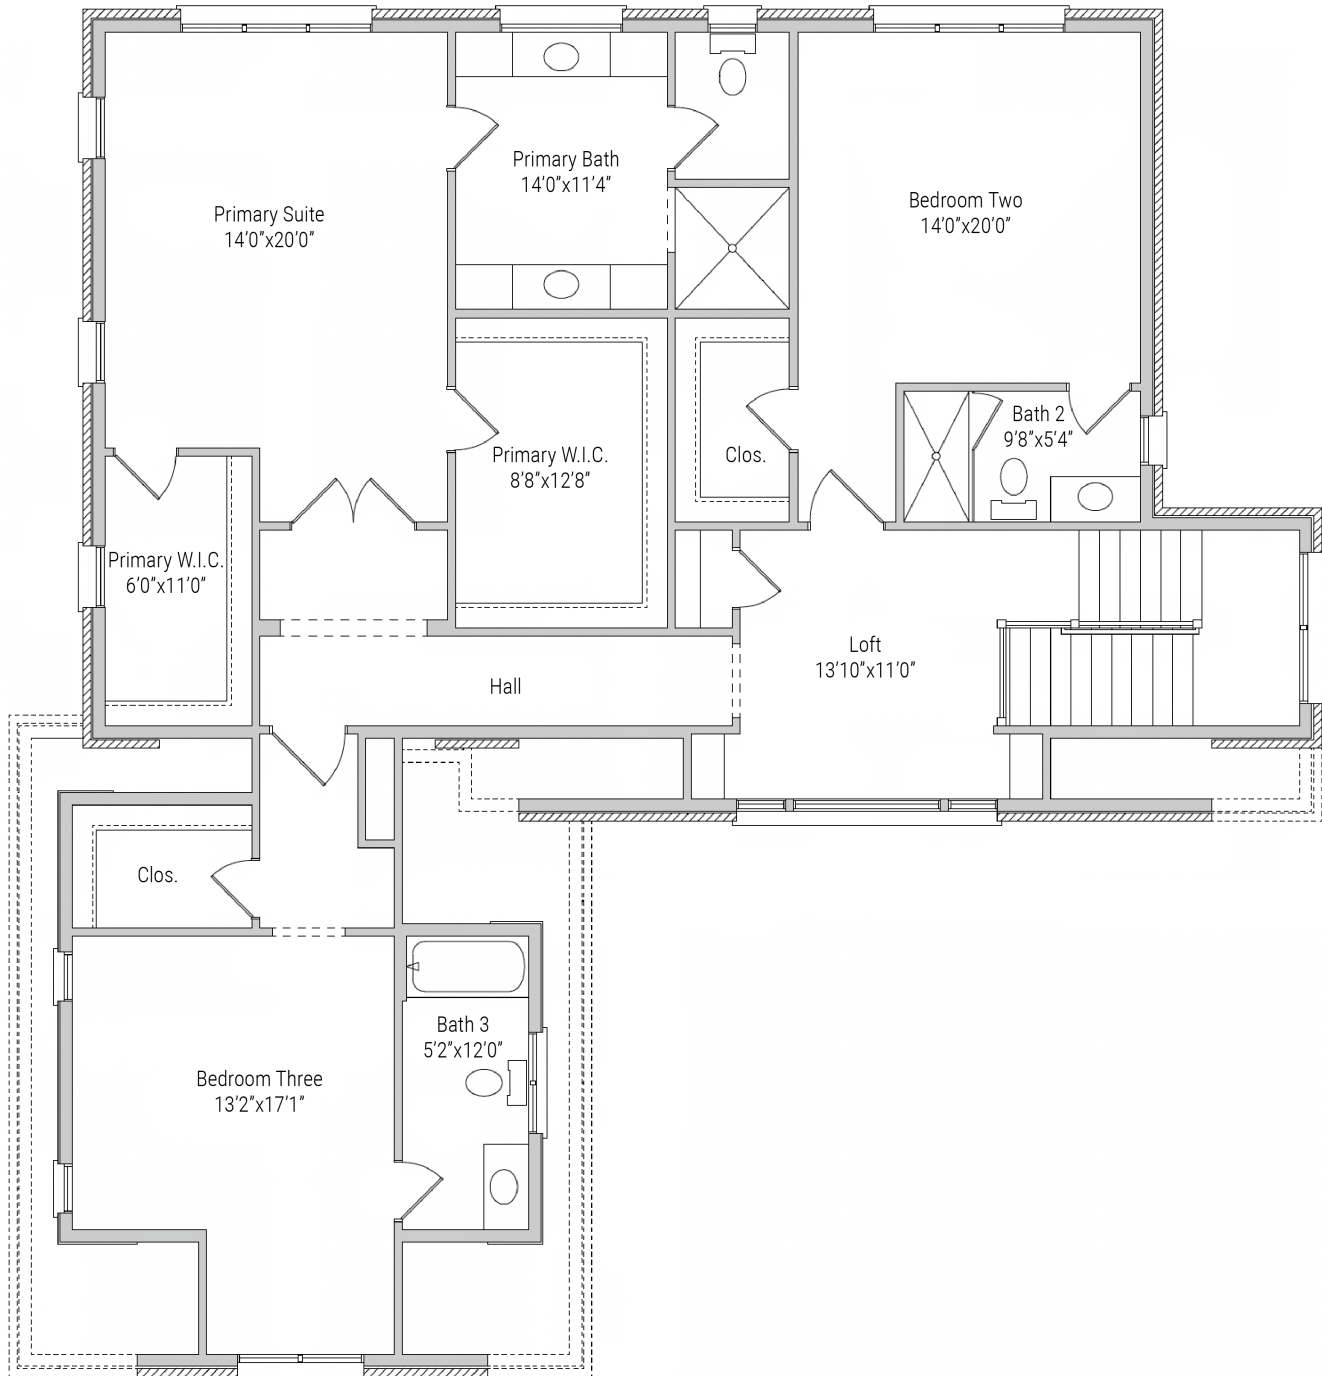 Primary Bath
14'0"x11'4"
Primary Suite
14'0"x20'0"
Bedroom Two
14'0"x20'0"
Bath 2
9'8"x5'4"
Primary W.I.C.
8'8"x12'8"
Clos.
Primary W.I.C.
6'0"x11'0"
Loft
13'10"x11'0"
Hall
Clos.
Bath 3
5'2"x12'0"
Bedroom Three
13'2"x17'1"